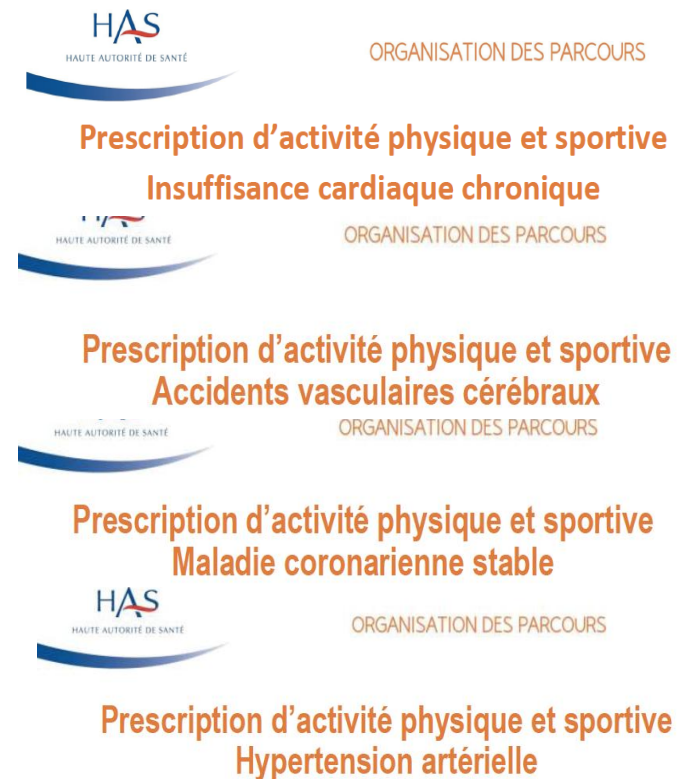 HAS
HAUTE AUTORITÉ DE SANTÉ
ORGANISATION DES PARCOURS
Prescription d’activité physique et sportive
Insuffisance cardiaque chronique
HAS
HAUTE AUTORITÉ DE SANTÉ
ORGANISATION DES PARCOURS
Prescription d’activité physique et sportive
Accidents vasculaires cérébraux
HAUTE AUTORITÉ DE SANTÉ
ORGANISATION DES PARCOURS
Prescription d’activité physique et sportive
Maladie coronarienne stable
HAS
HAUTE AUTORITÉ DE SANTÉ
ORGANISATION DES PARCOURS
Prescription d’activité physique et sportive
Hypertension artérielle